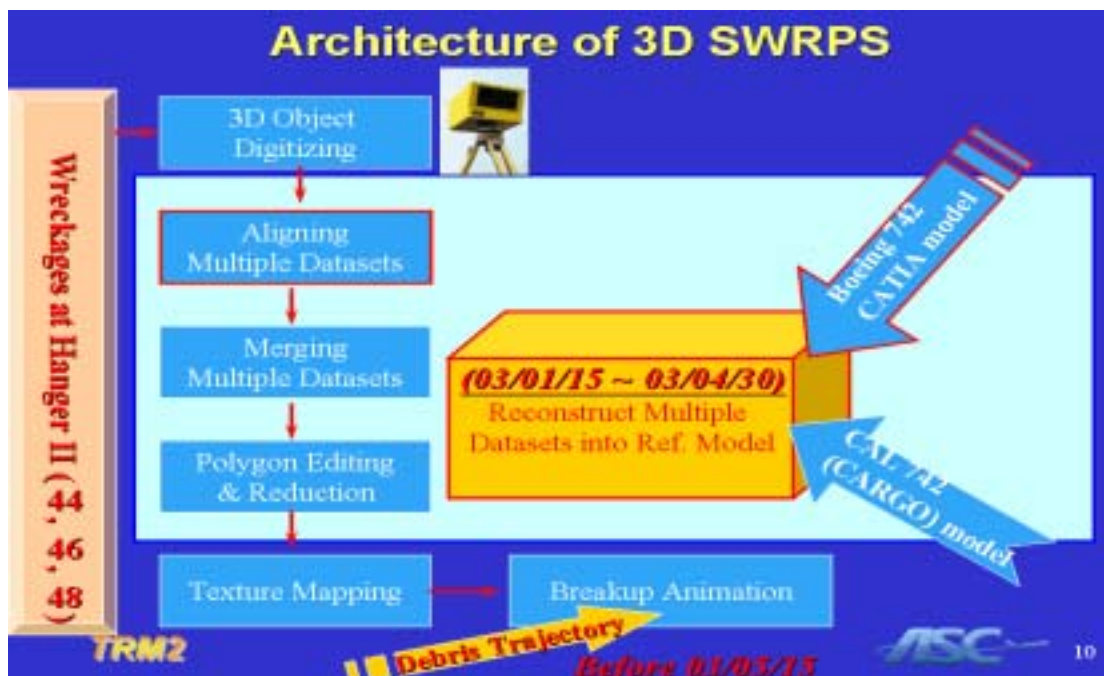 Architecture of 3D SWRPS
Wreckages at Hanger II ( 44 , 46 , 48 )
3D Object
Digitizing
Aligning
Multiple Datasets
Merging
Multiple Datasets
Polygon Editing
& Reduction
Texture Mapping
Breakup Animation
(03/01/15 ~ 03/04/30)
Reconstruct Multiple
Datasets into Ref. Model
Boeing 742
CATIA model
CAL 742
(CARGO) model
Debris Trajectory
Before 03/05/15
TRM2
ASC
10